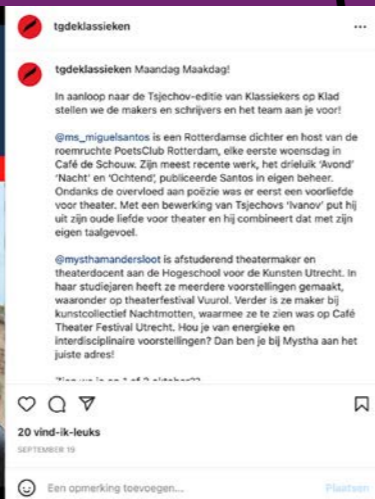 tgdeklassieken
tgdeklassieken Maandag Maakdag!
In aanloop naar de Tsjechov-editie van Klassiekers op Klad
stellen we de makers en schrijvers en het team aan je voor!
@ms_miguelsantos is een Rotterdamse dichter en host van de
roemruchte PoetsClub Rotterdam, elke eerste woensdag in
Café de Schouw. Zijn meest recente werk, het drieluik 'Avond'
'Nacht' en 'Ochtend', publiceerde Santos in eigen beheer.
Ondanks de overvloed aan poëzie was er eerst een voorliefde
voor theater. Met een bewerking van Tsjechovs 'Ivanov' put hij
uit zijn oude liefde voor theater en hij combineert dat met zijn
eigen taalgevoel.
@mysthamandersloot is afstuderend theatermaker en
theaterdocent aan de Hogeschool voor de Kunsten Utrecht. In
haar studiejaren heeft ze meerdere voorstellingen gemaakt,
waaronder op theaterfestival Vuurol. Verder is ze maker bij
kunstcollectief Nachtmotten, waarmee ze te zien was op Café
Theater Festival Utrecht. Hou je van energieke en
interdisciplinaire voorstellingen? Dan ben je bij Mystha aan het
juiste adres!
Zien we je op 1 of 2 oktober??
20 vind-ik-leuks
SEPTEMBER 19
Een opmerking toevoegen... Plaatsen